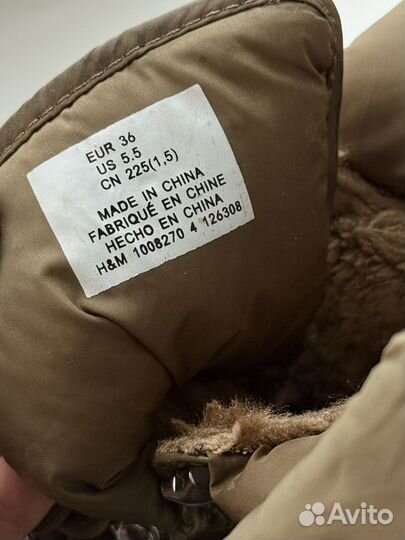 EUR 36
US 5.5
CN 225(1,5)
MADE IN CHINA
FABRIQUÉ EN CHINE
HECHO EN CHINA
H&M 1008270 4 126308
Avito